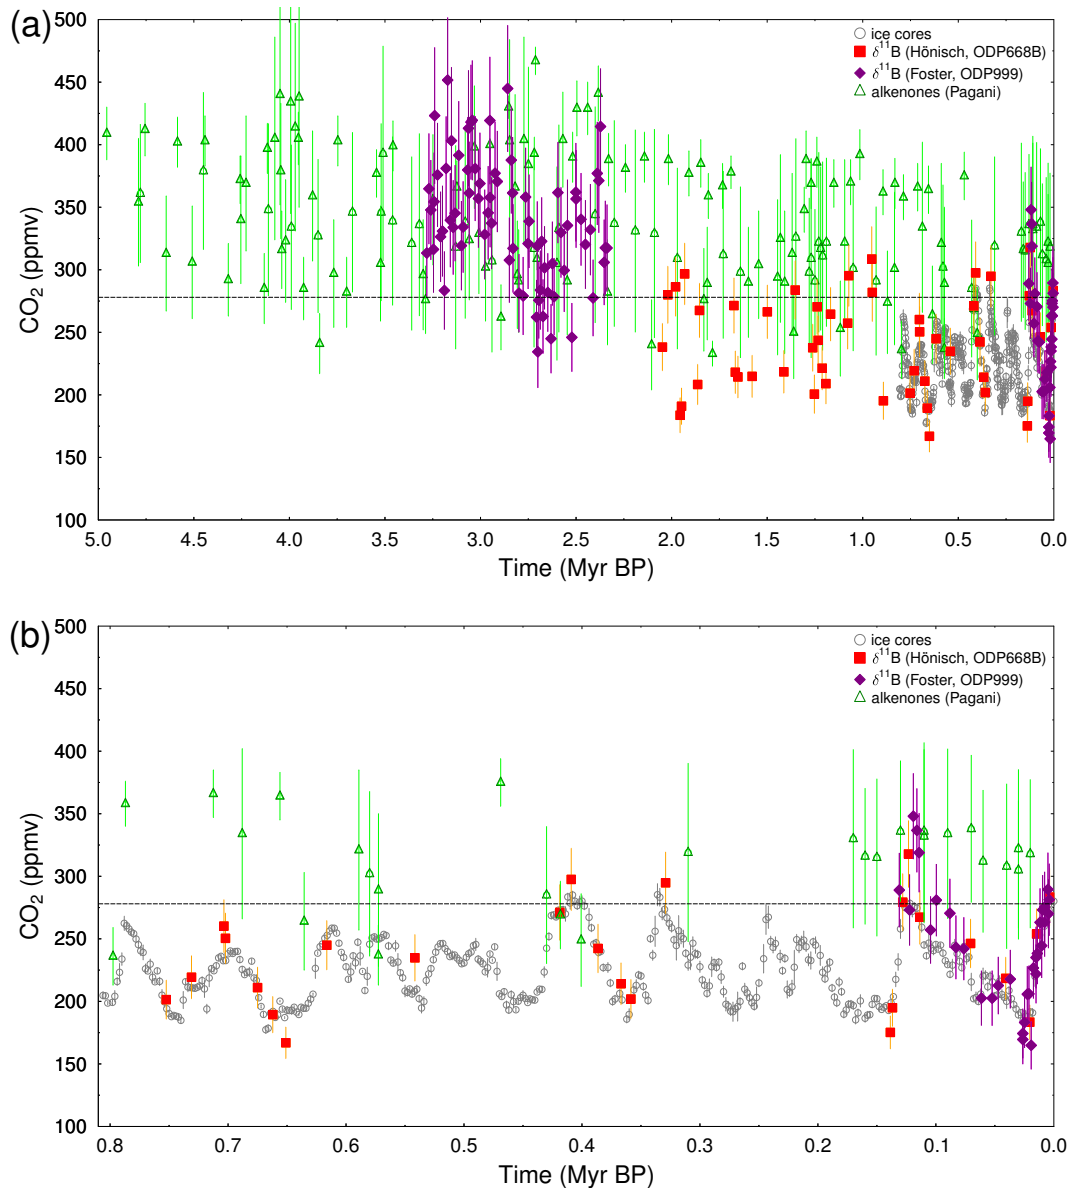 (a)
500
450
400
350
300
250
200
150
100
CO2 (ppmv)
ice cores
δ11B (Hönisch, ODP668B)
δ11B (Foster, ODP999)
alkenones (Pagani)
5.0 4.5 4.0 3.5 3.0 2.5 2.0 1.5 1.0 0.5 0.0
Time (Myr BP)
(b)
500
450
400
350
300
250
200
150
100
CO2 (ppmv)
ice cores
δ11B (Hönisch, ODP668B)
δ11B (Foster, ODP999)
alkenones (Pagani)
0.8 0.7 0.6 0.5 0.4 0.3 0.2 0.1 0.0
Time (Myr BP)